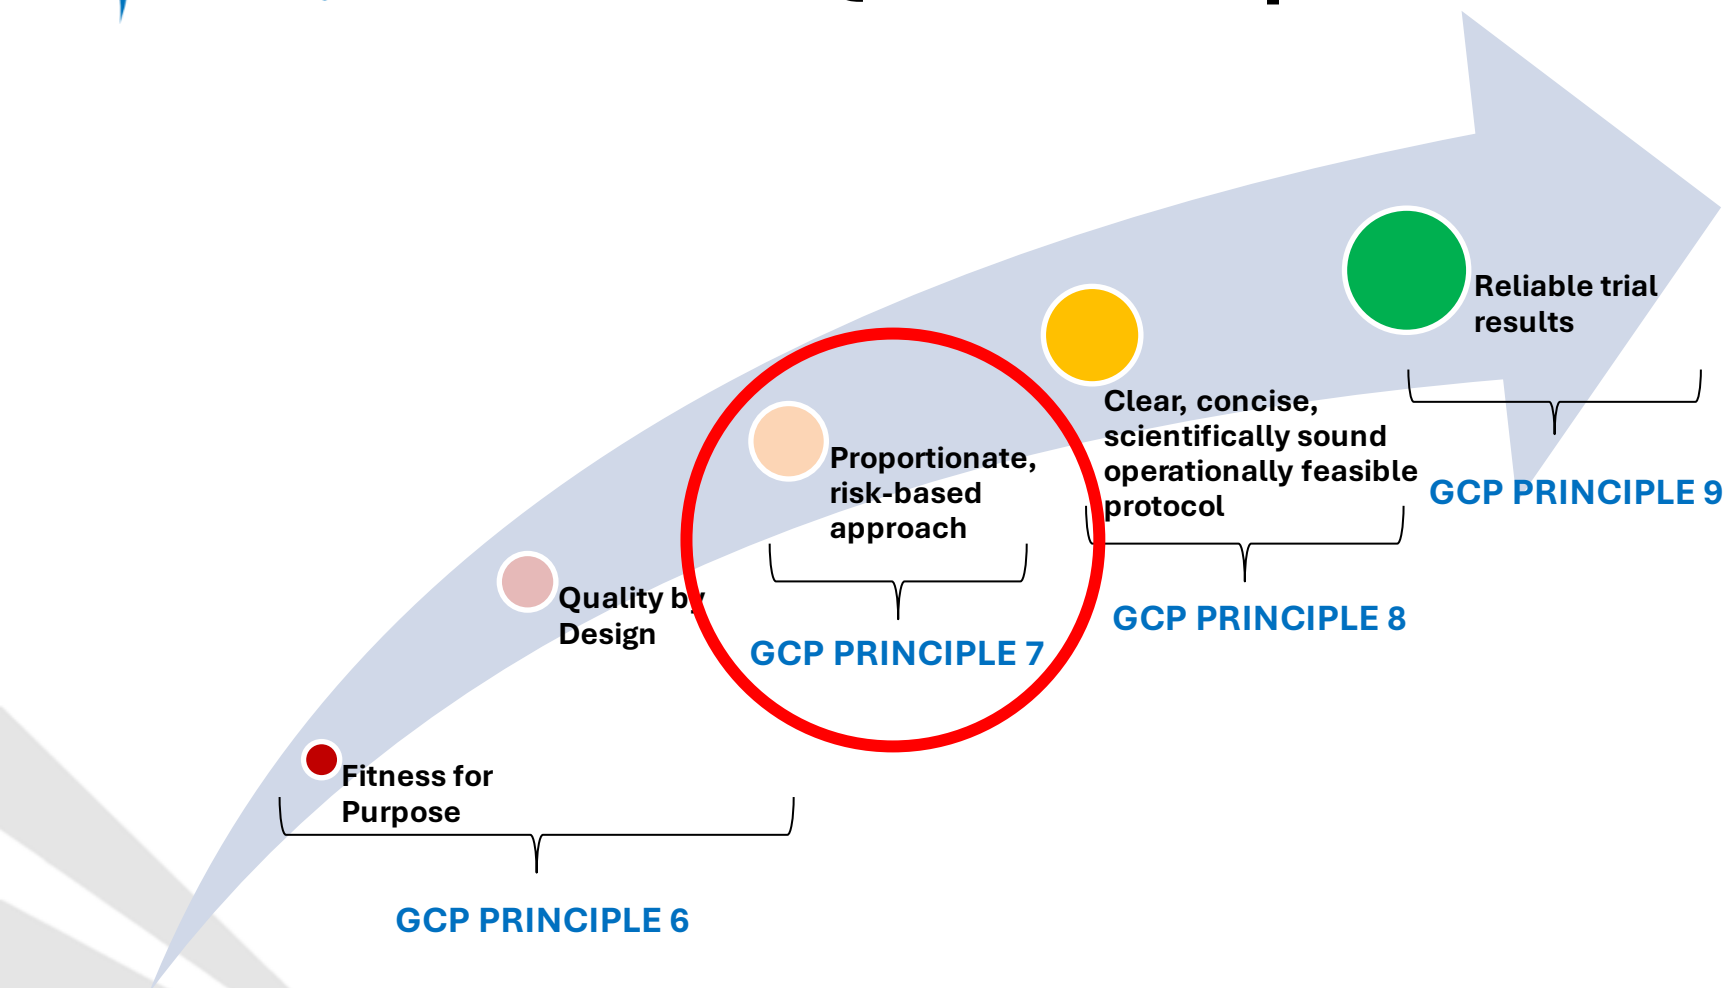 Reliable trial
results
GCP PRINCIPLE 9
Clear, concise,
scientifically sound
operationally feasible
protocol
GCP PRINCIPLE 8
Proportionate,
risk-based
approach
GCP PRINCIPLE 7
Quality by
Design
Fitness for
Purpose
GCP PRINCIPLE 6